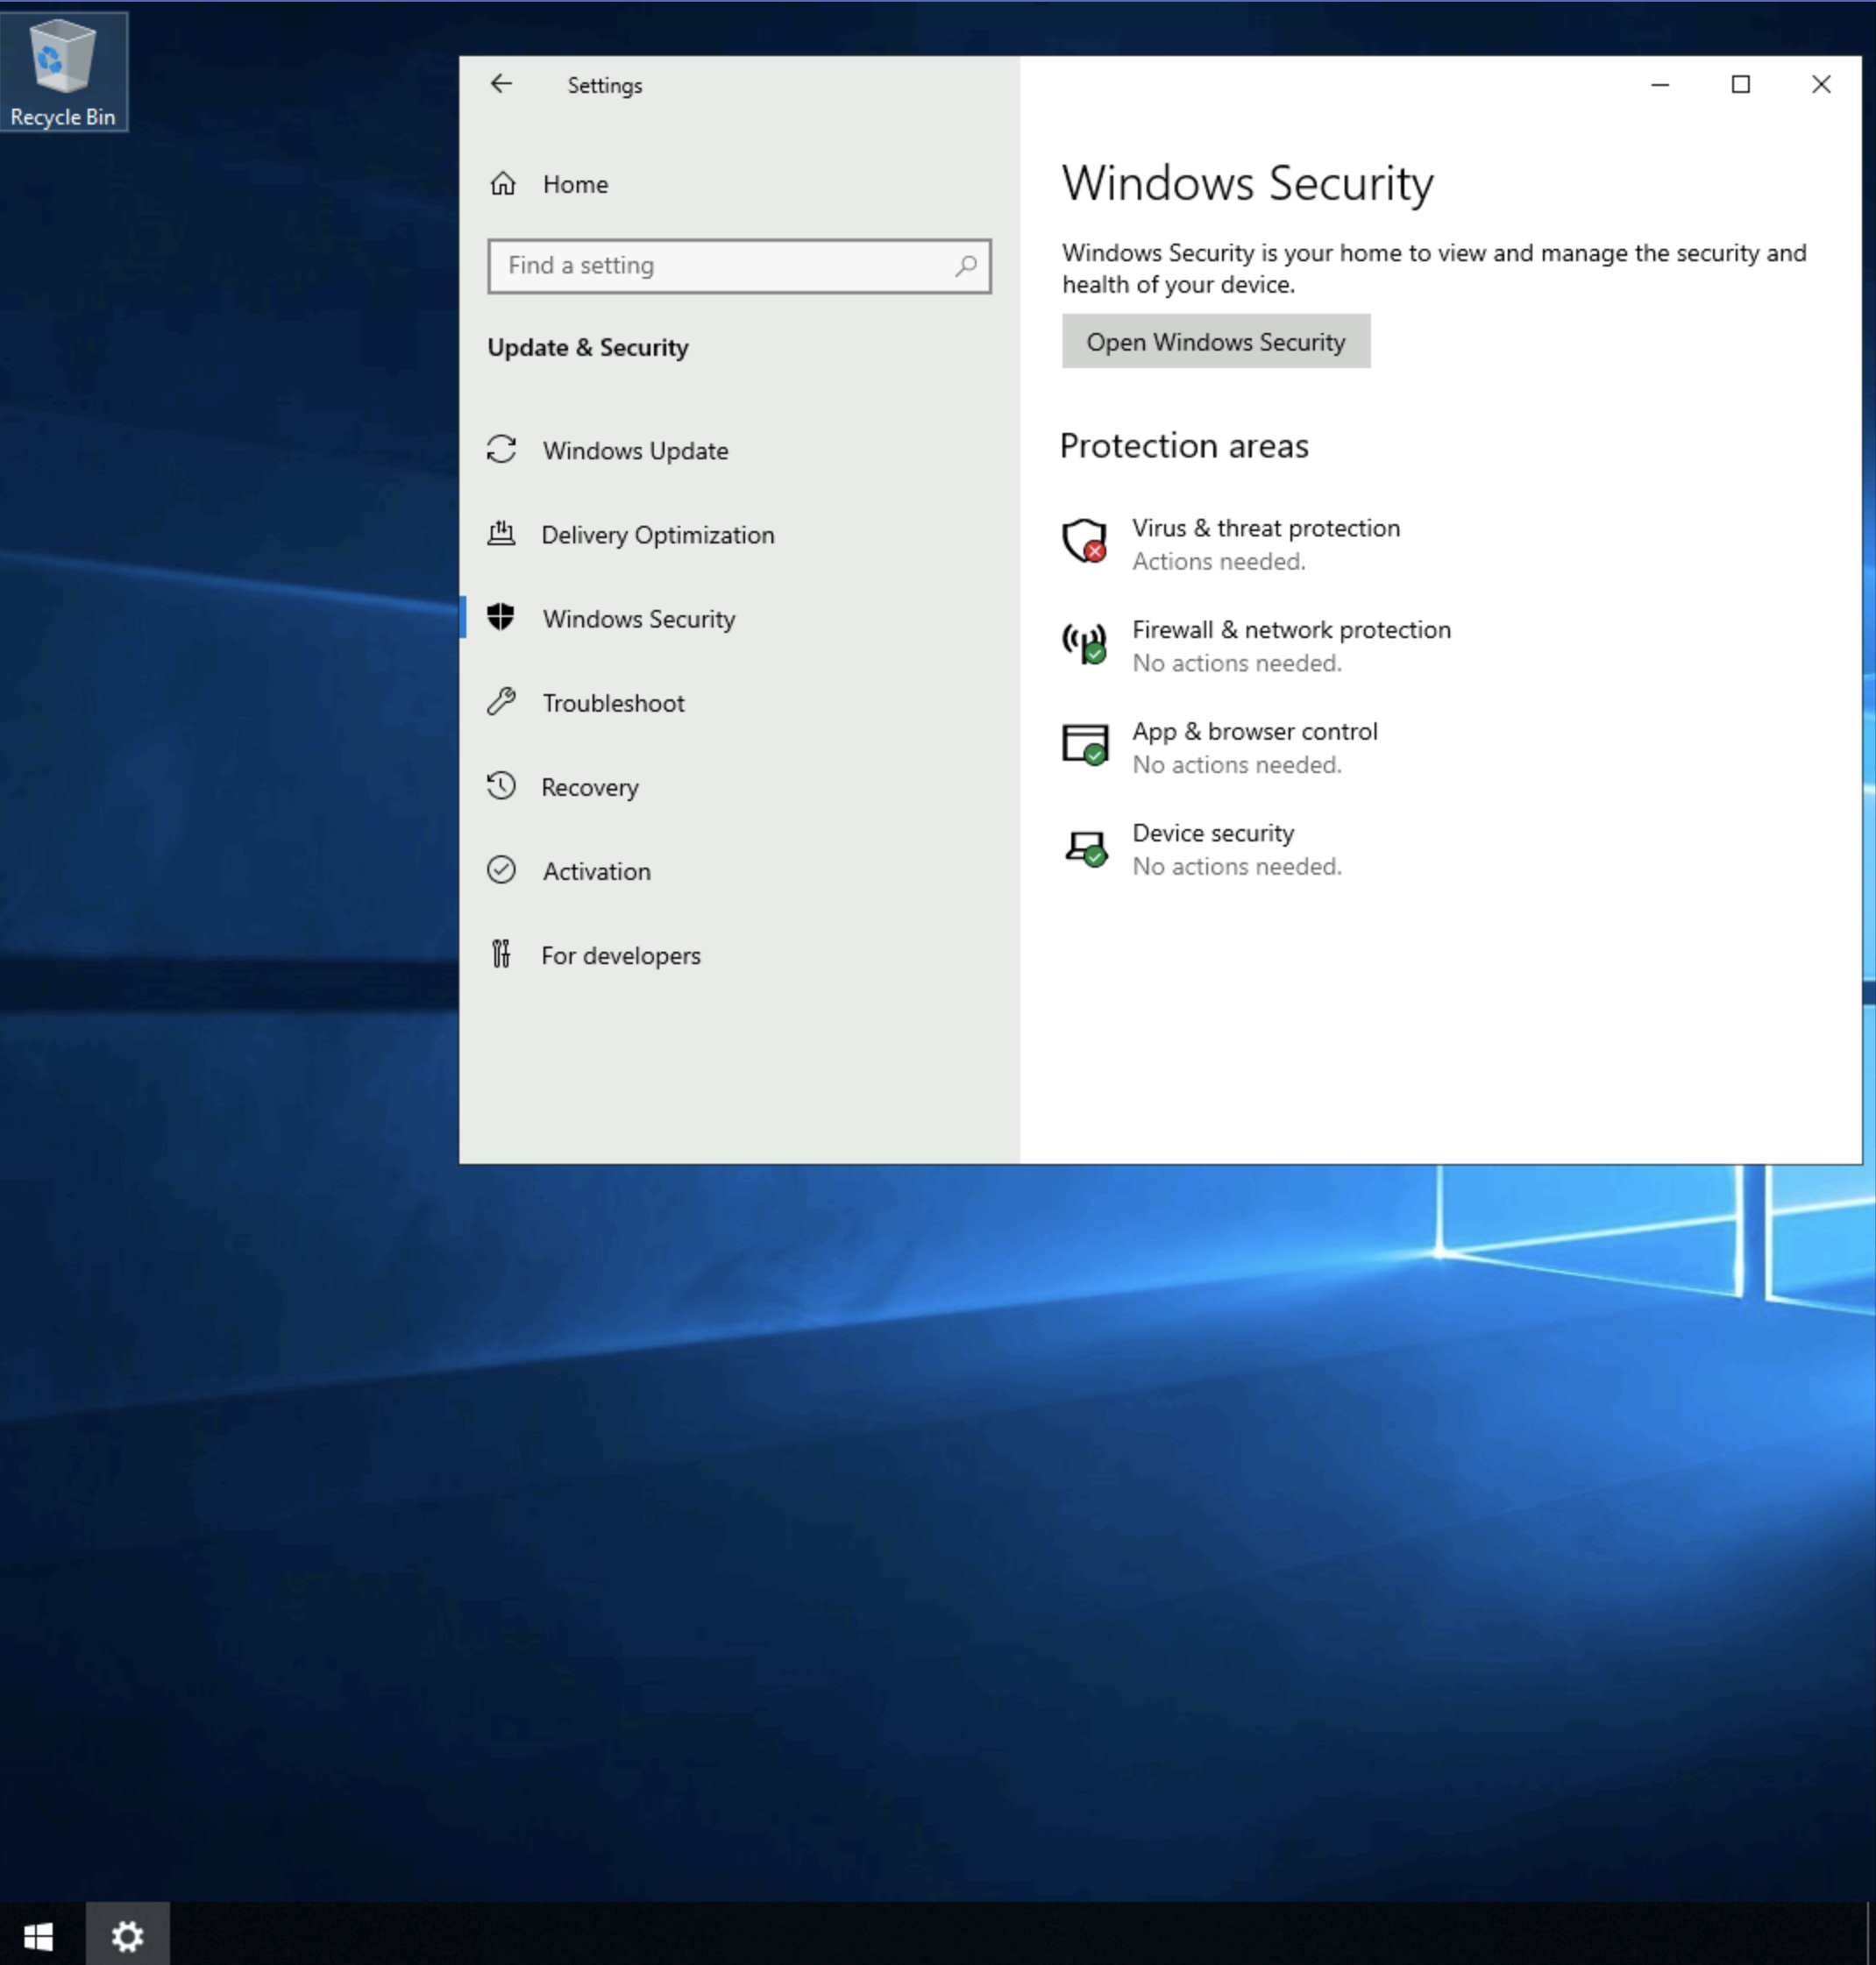 Recycle Bin
Settings
Home
Find a setting
Update & Security
Windows Update
Delivery Optimization
Windows Security
Troubleshoot
Recovery
Activation
For developers
Windows Security
Windows Security is your home to view and manage the security and
health of your device.
Open Windows Security
Protection areas
Virus & threat protection
Actions needed.
Firewall & network protection
No actions needed.
App & browser control
No actions needed.
Device security
No actions needed.